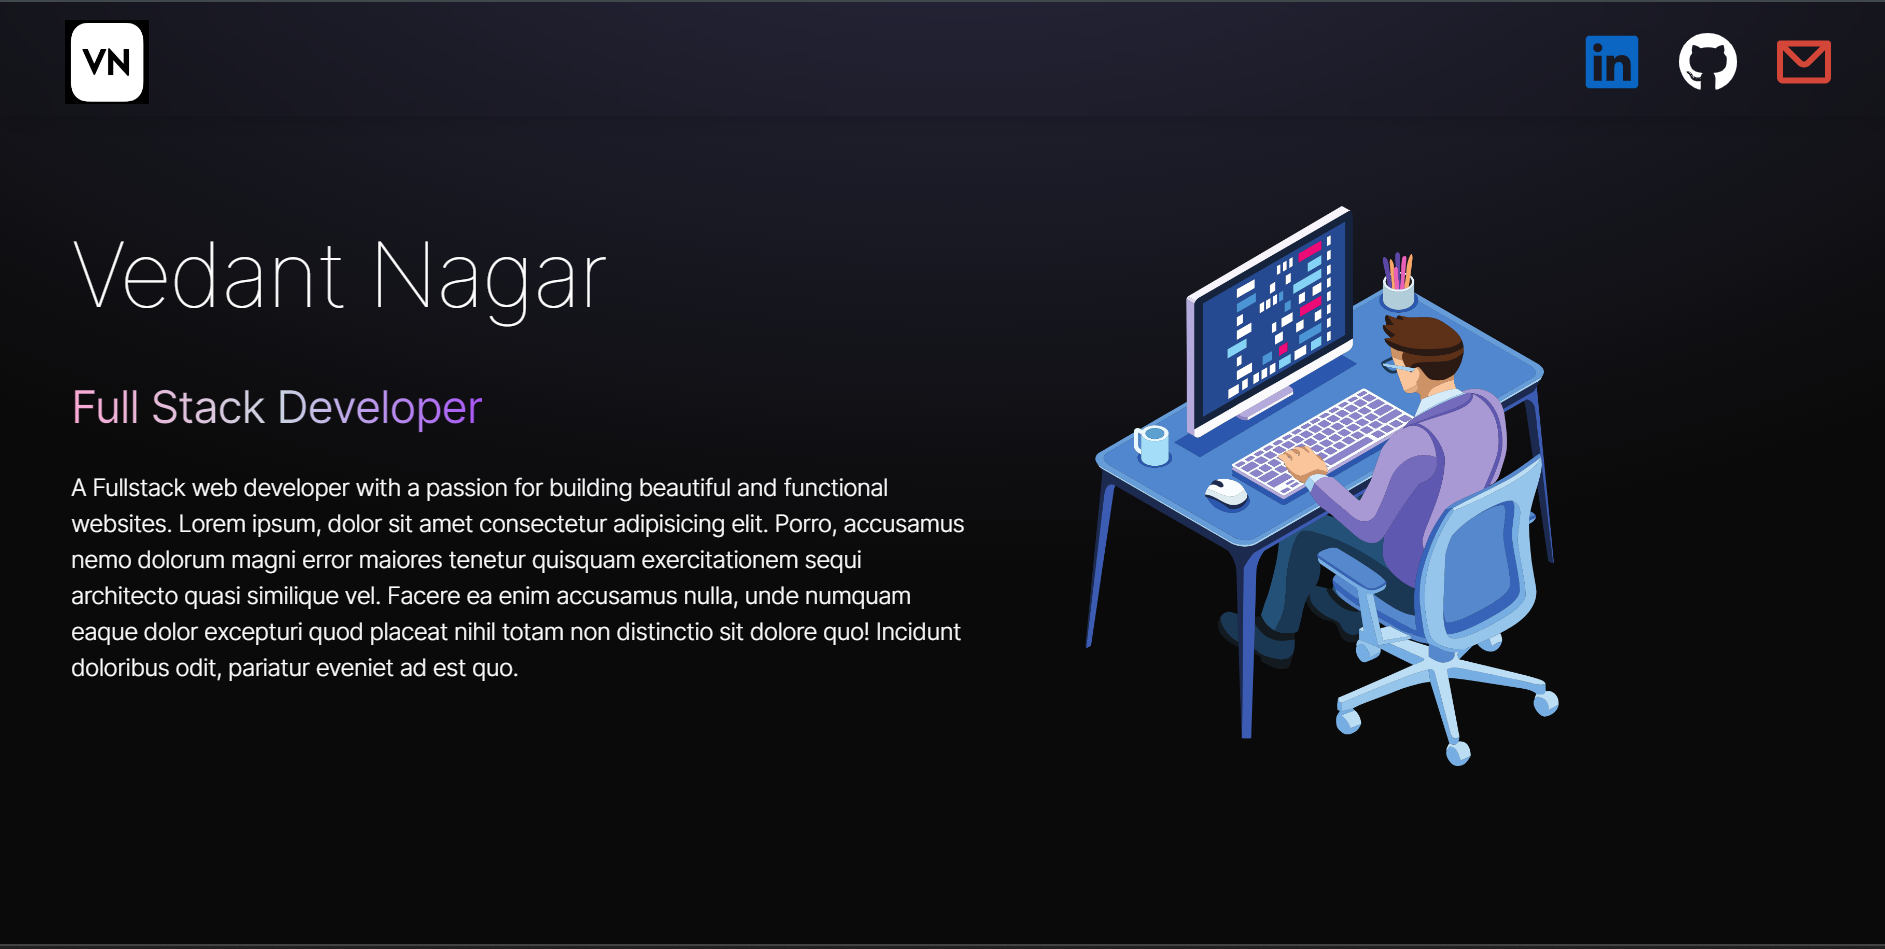 VN
in
Vedant Nagar
Full Stack Developer
A Fullstack web developer with a passion for building beautiful and functional
websites. Lorem ipsum, dolor sit amet consectetur adipisicing elit. Porro, accusamus
nemo dolorum magni error maiores tenetur quisquam exercitationem sequi
architecto quasi similique vel. Facere ea enim accusamus nulla, unde numquam
eaque dolor excepturi quod placeat nihil totam non distinctio sit dolore quo! Incidunt
doloribus odit, pariatur eveniet ad est quo.